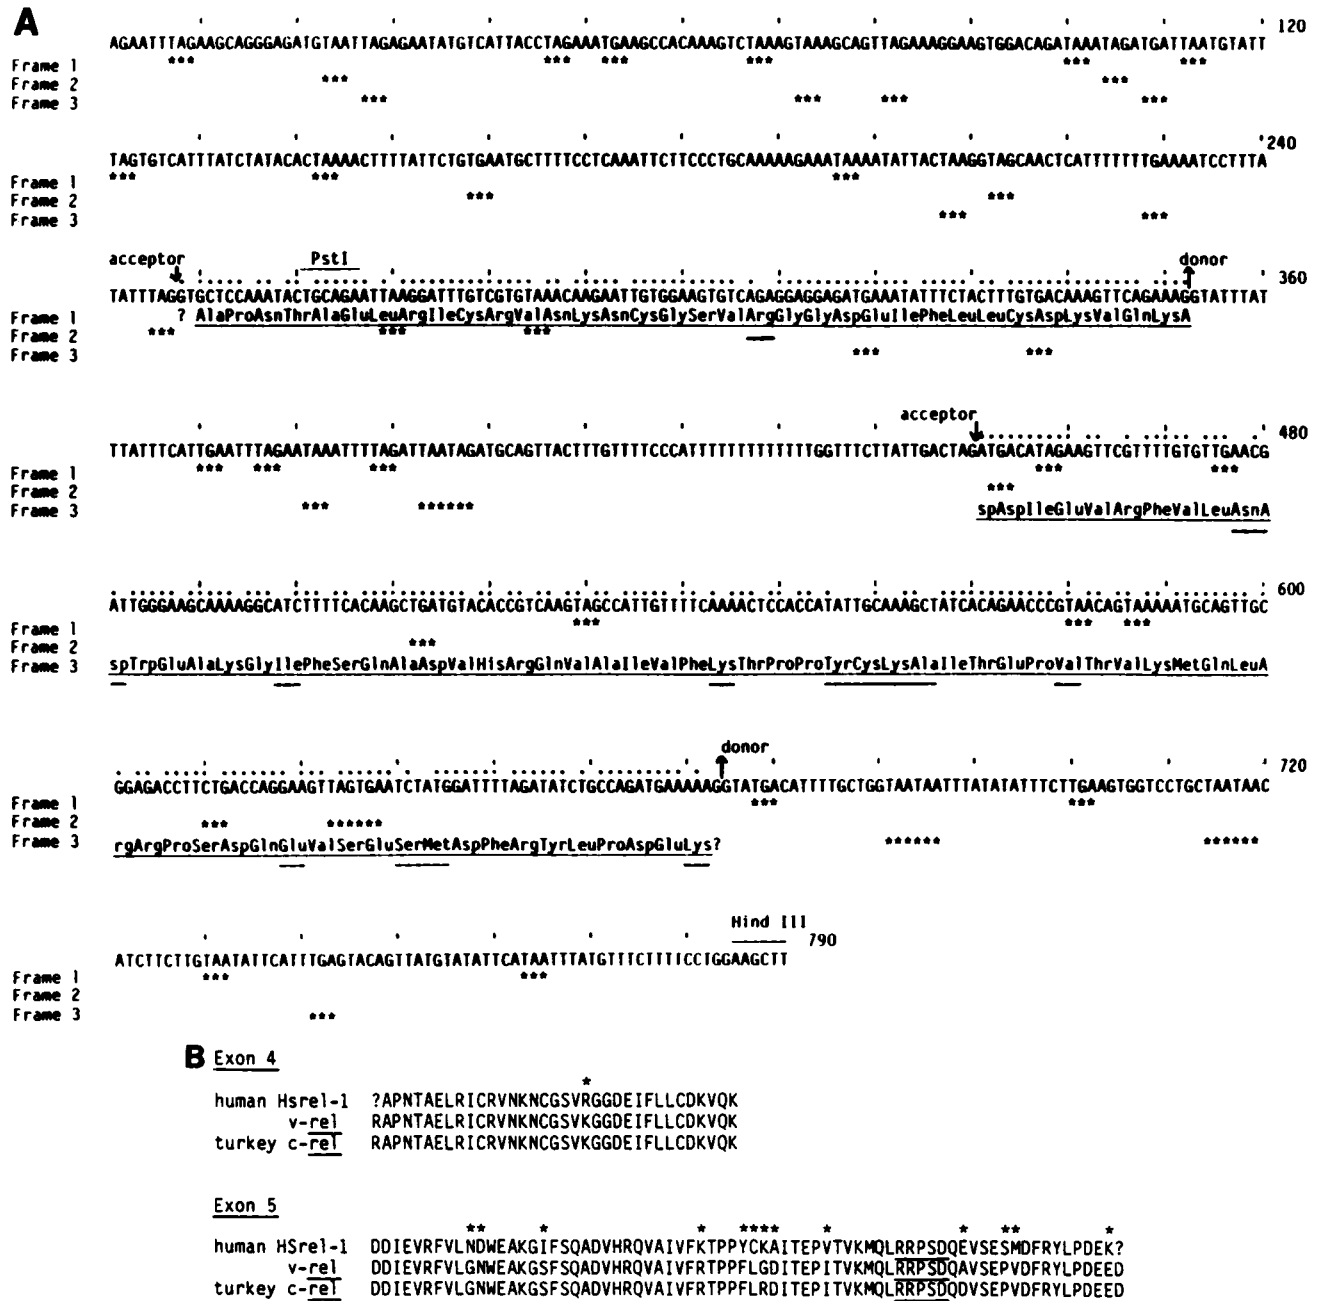 A
AGAATTTAGAAGCAGGGAGATGTAATTAGAGAATATGTCATTACCTAGAAATGAAGCCACAAAGTCTAAAGTAAAGCAGTTAGAAAGGAAGTGGACAGATAAATAGATGATTAATGTATT 120
Frame 1 *** *** *** *** *** ***
Frame 2 *** ***
Frame 3 *** *** *** ***
TAGTGTCATTTATCTATACACTAAAACTTTTATTCTGTGAATGCTTTTCCTCAAATTCTTCCCTGCAAAAAGAAATAAAATATTACTAAGGTAGCAACTCATTTTTTTGAAAATCCTTTA 240
Frame 1 *** *** ***
Frame 2 *** ***
Frame 3 *** ***
acceptor PstI donor
TATTTAGGTGCTCCAAATACTGCAGAATTAAGGATTTGTCGTGTAAACAAGAATTGTGGAAGTGTCAGAGGAGGAGATGAAATATTTCTACTTTGTGACAAAGTTCAGAAAGGTATTTAT 360
Frame 1 ? AlaProAsnThrAlaGluLeuArgIleCysArgValAsnLysAsnCysGlySerValArgGlyGlyAspGluIlePheLeuLeuCysAspLysValGlnLysA
Frame 2 *** *** ***
Frame 3 *** ***
acceptor
TTATTTCATTGAATTTAGAATAAATTTTAGATTAATAGATGCAGTTACTTTGTTTTCCCATTTTTTTTTTTTTTGGTTTCTTATTGACTAGATGACATAGAAGTTCGTTTTGTGTTGAACG 480
Frame 1 *** *** *** *** ***
Frame 2 ***
Frame 3 *** ****** spAspIleGluValArgPheValLeuAsnA
ATTGGGAAGCAAAAGGCATCTTTTCACAAGCTGATGTACACCGTCAAGTAGCCATTGTTTTCAAAACTCCACCATATTGCAAAGCTATCACAGAACCCGTAACAGTAAAAATGCAGTTGC 600
Frame 1 *** *** ***
Frame 2 ***
Frame 3 spTrpGluAlaLysGlyIlePheSerGlnAlaAspValHisArgGlnValAlaIleValPheLysThrProProTyrCysLysAlaIleThrGluProValThrValLysMetGlnLeuA
donor
GGAGACCTTCTGACCAGGAAGTTAGTGAATCTATGGATTTTAGATATCTGCCAGATGAAAAAGGTATGACATTTTGCTGGTAATAATTTATATATTTCTTGAAGTGGTCCTGCTAATAAC 720
Frame 1 *** ***
Frame 2 *** ******
Frame 3 rgArgProSerAspGlnGluValSerGluSerMetAspPheArgTyrLeuProAspGluLys? ****** ******
Hind III
ATCTTCTTGTAATATTCATTTGAGTACAGTTATGTATATTCATAATTTATGTTTCTTTTCCTGGAAGCTT 790
Frame 1 *** ***
Frame 2
Frame 3 ***
B Exon 4
*
human Hsrel-1 ?APNTAELRICRVNKNCGSVRGGDEIFLLCDKVQK
v-rel RAPNTAELRICRVNKNCGSVKGGDEIFLLCDKVQK
turkey c-rel RAPNTAELRICRVNKNCGSVKGGDEIFLLCDKVQK
Exon 5
** * * **** * * ** *
human HSrel-1 DDIEVRFVLNDWEAKGIFSQADVHRQVAIVFKTPPYCKAITEPVTVKMQLRRPSDQEVSESMDFRYLPDEK?
v-rel DDIEVRFVLGNWEAKGSFSQADVHRQVAIVFRTPPFLGDITEPITVKMQLRRPSDQAVSEPVDFRYLPDEED
turkey c-rel DDIEVRFVLGNWEAKGSFSQADVHRQVAIVFRTPPFLRDITEPITVKMQLRRPSDQDVSEPVDFRYLPDEED